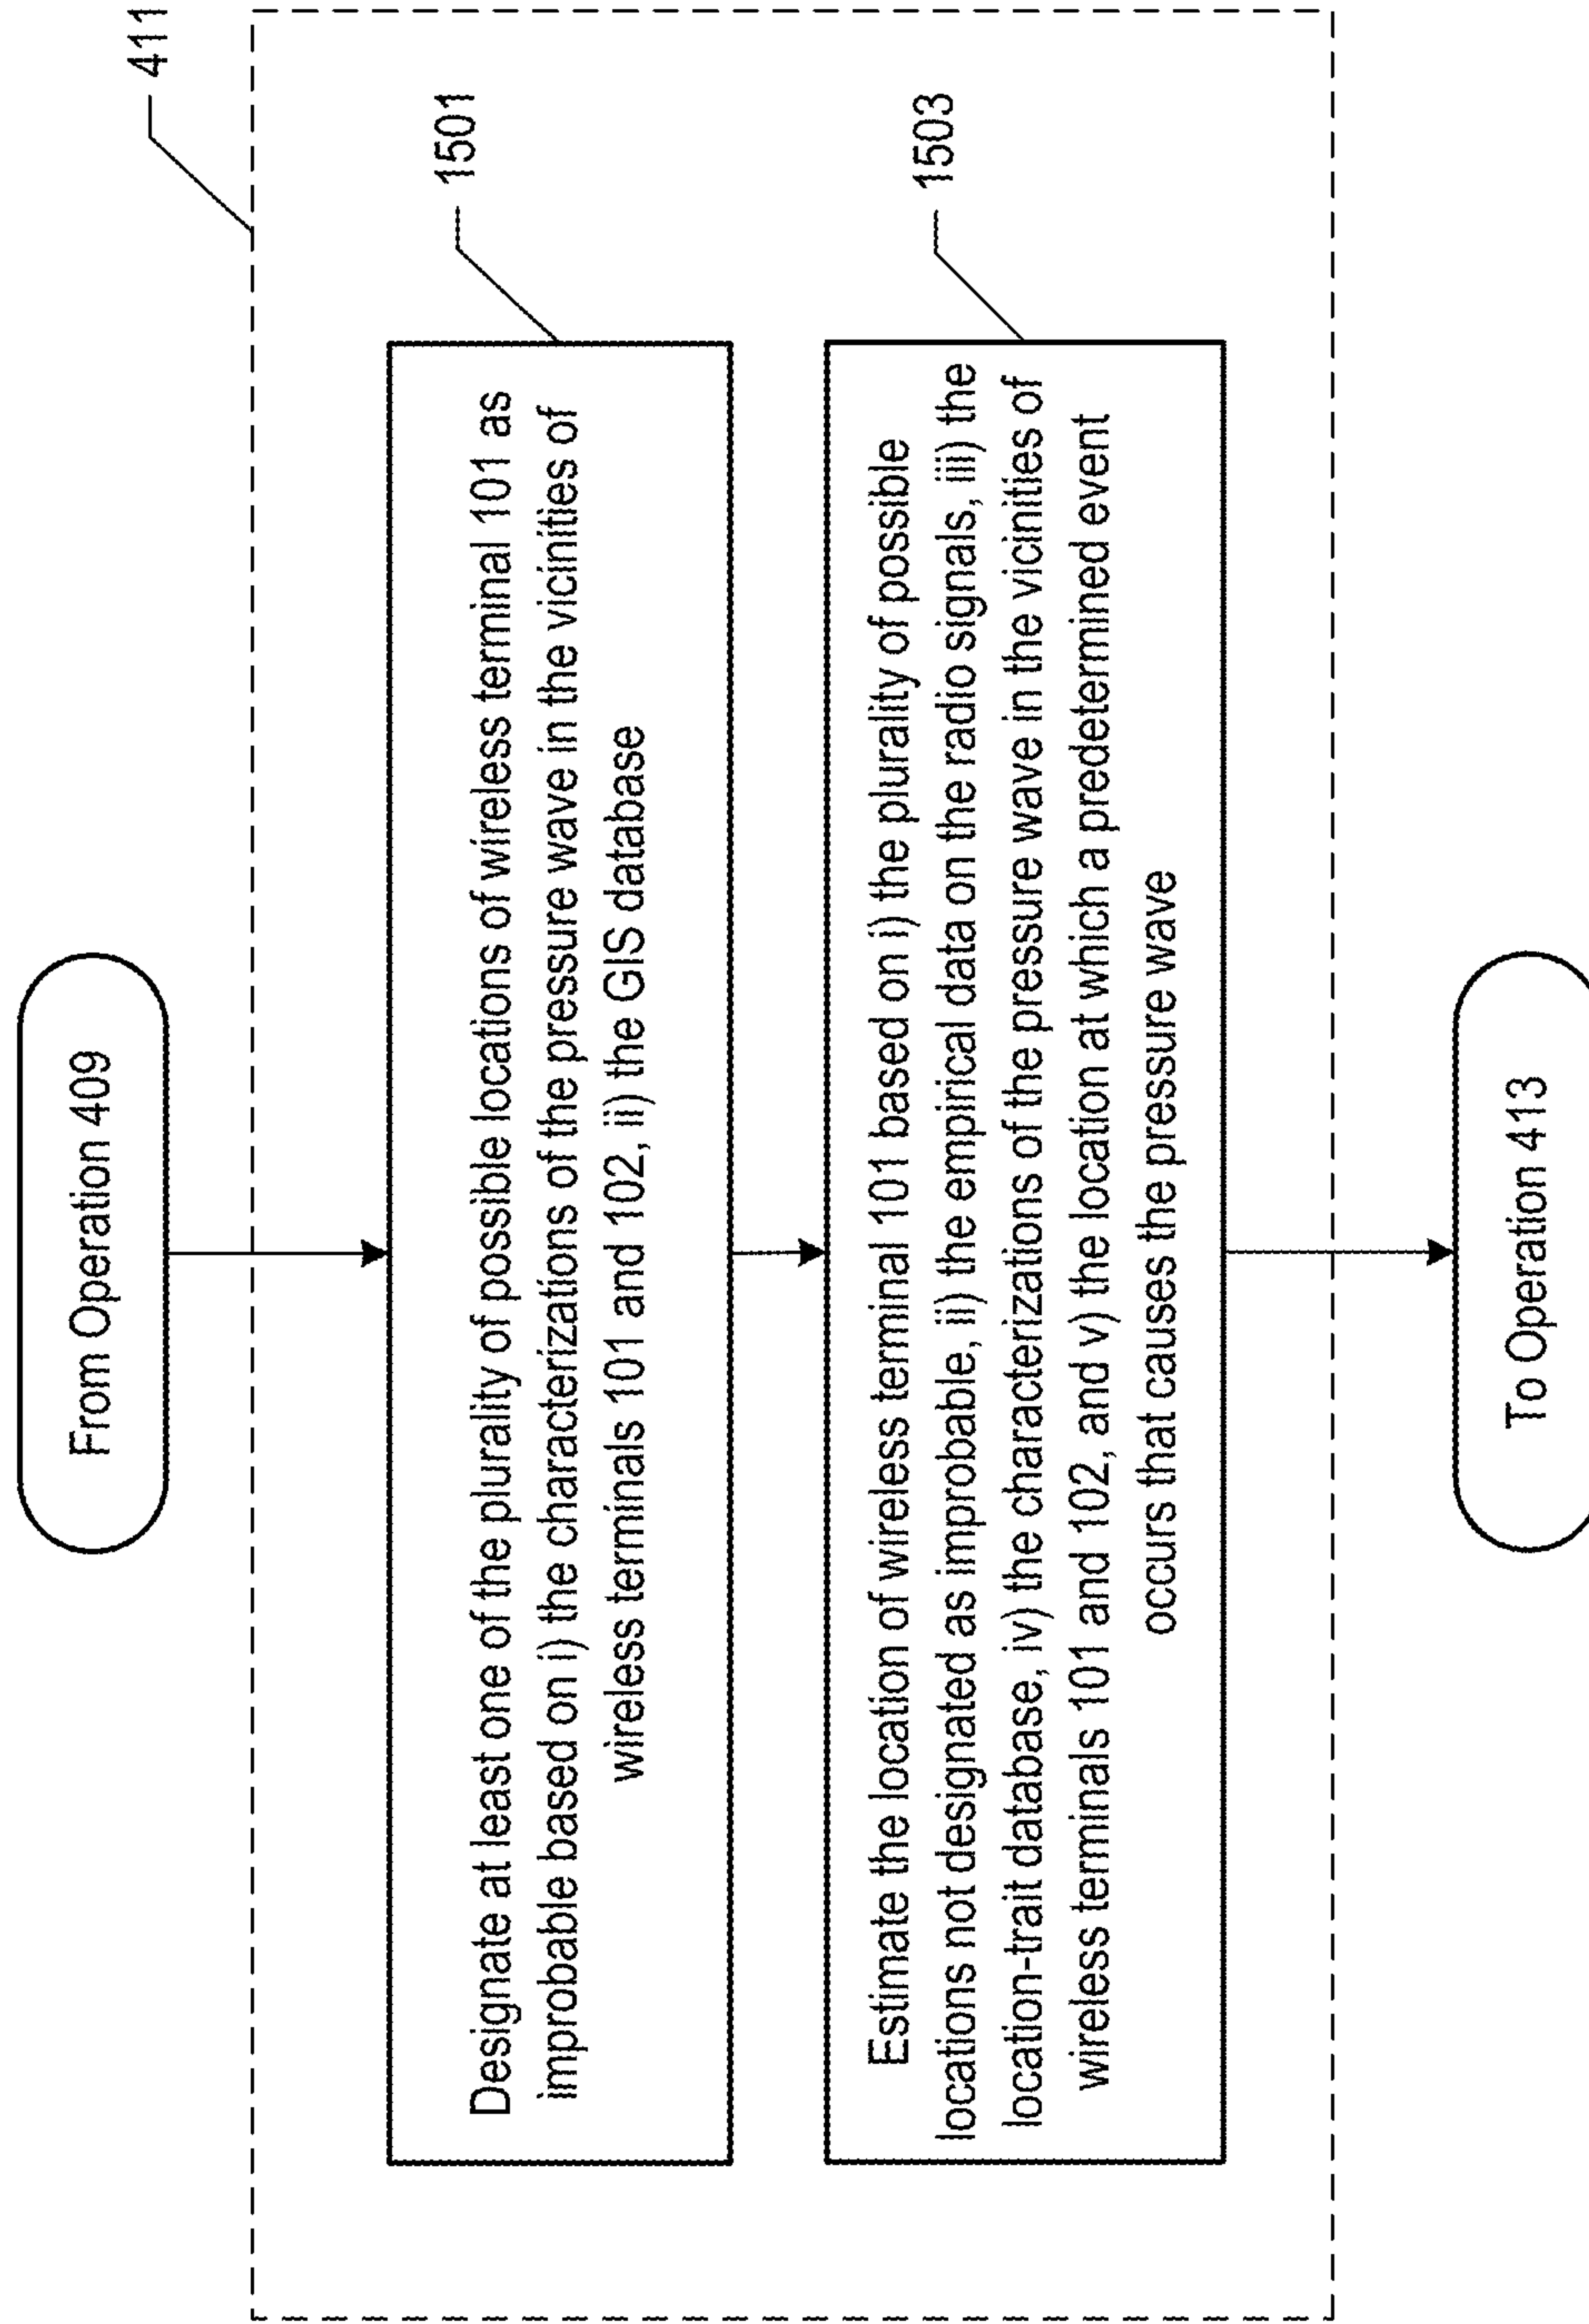 From Operation 409
411
1501
Designate at least one of the plurality of possible locations of wireless terminal 101 as
improbable based on i) the characterizations of the pressure wave in the vicinities of
wireless terminals 101 and 102, ii) the GIS database
1503
Estimate the location of wireless terminal 101 based on i) the plurality of possible
locations not designated as improbable, ii) the empirical data on the radio signals, iii) the
location-trait database, iv) the characterizations of the pressure wave in the vicinities of
wireless terminals 101 and 102, and v) the location at which a predetermined event
occurs that causes the pressure wave
To Operation 413